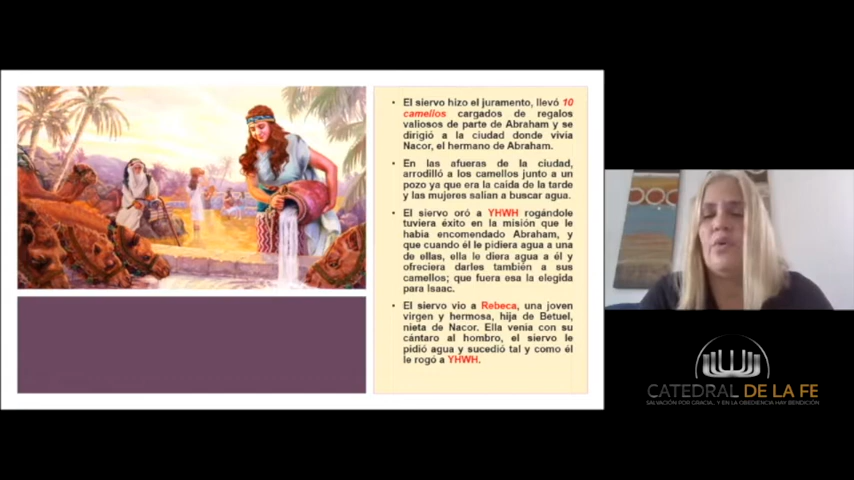 • El siervo hizo el juramento, llevó 10
camellos cargados de regalos
valiosos de parte de Abraham y se
dirigió a la ciudad donde vivía
Nacor, el hermano de Abraham.
• En las afueras de la ciudad,
arrodilló a los camellos junto a un
pozo ya que era la caída de la tarde
y las mujeres salían a buscar agua.
• El siervo oró a YHWH rogándole
tuviera éxito en la misión que le
había encomendado Abraham, y
que cuando él le pidiera agua a una
de ellas, ella le diera agua a él y
ofreciera darles también a sus
camellos; que fuera esa la elegida
para Isaac.
• El siervo vio a Rebeca, una joven
virgen y hermosa, hija de Betuel,
nieta de Nacor. Ella venía con su
cántaro al hombro, el siervo le
pidió agua y sucedió tal y como él
le rogó a YHWH.
CATEDRAL DE LA FE
SALVACIÓN POR GRACIA... Y EN LA OBEDIENCIA HAY BENDICIÓN